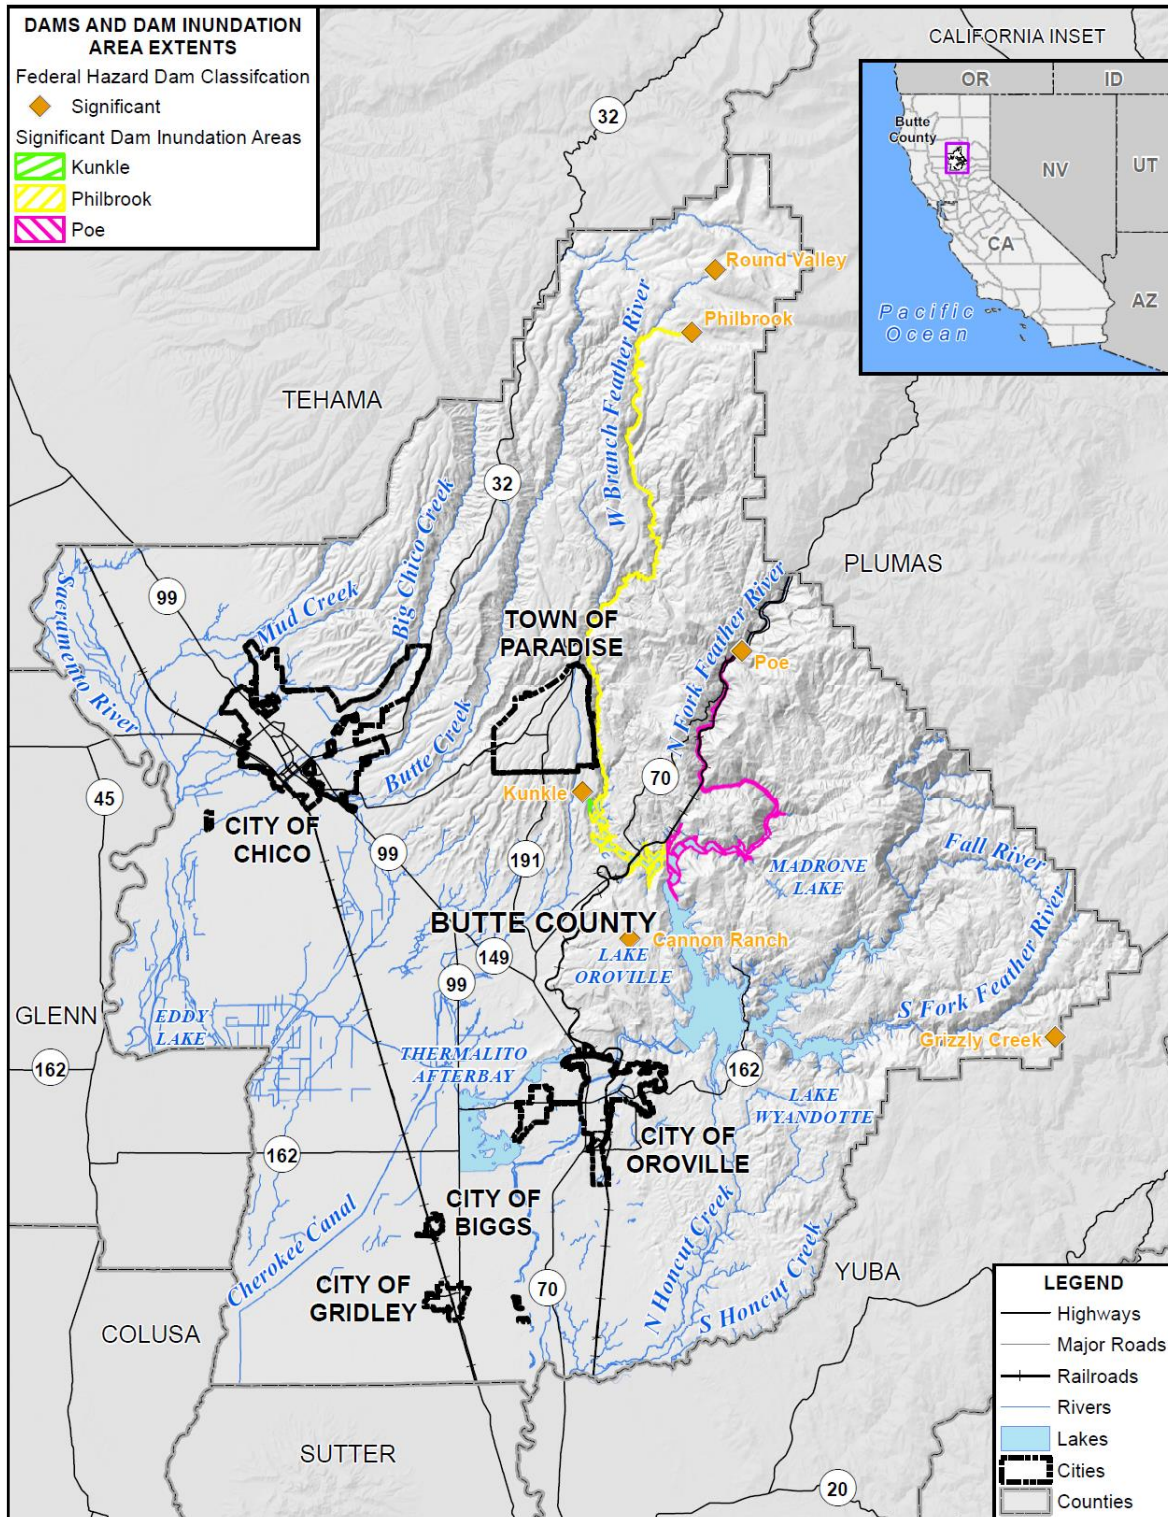 DAMS AND DAM INUNDATION
AREA EXTENTS
Federal Hazard Dam Classifcation
Significant
Significant Dam Inundation Areas
Kunkle
Philbrook
Poe
CALIFORNIA INSET
OR
ID
Butte
County
NV
UT
CA
AZ
Pacific
Ocean
32
Round Valley
Philbrook
W Branch Feather River
TEHAMA
32
Big Chico Creek
PLUMAS
99
Mud Creek
Sacramento River
TOWN OF
PARADISE
N Fork Feather River
Poe
Butte Creek
70
Kunkle
45
CITY OF
CHICO
99
191
Fall River
MADRONE
LAKE
BUTTE COUNTY
Cannon Ranch
149
LAKE
OROVILLE
99
S Fork Feather River
GLENN
EDDY
LAKE
Grizzly Creek
THERMALITO
AFTERBAY
162
162
LAKE
WYANDOTTE
CITY OF
OROVILLE
162
CITY OF
BIGGS
Cherokee Canal
N Honcut Creek
S Honcut Creek
CITY OF
GRIDLEY
70
YUBA
COLUSA
SUTTER
20
LEGEND
Highways
Major Roads
Railroads
Rivers
Lakes
Cities
Counties